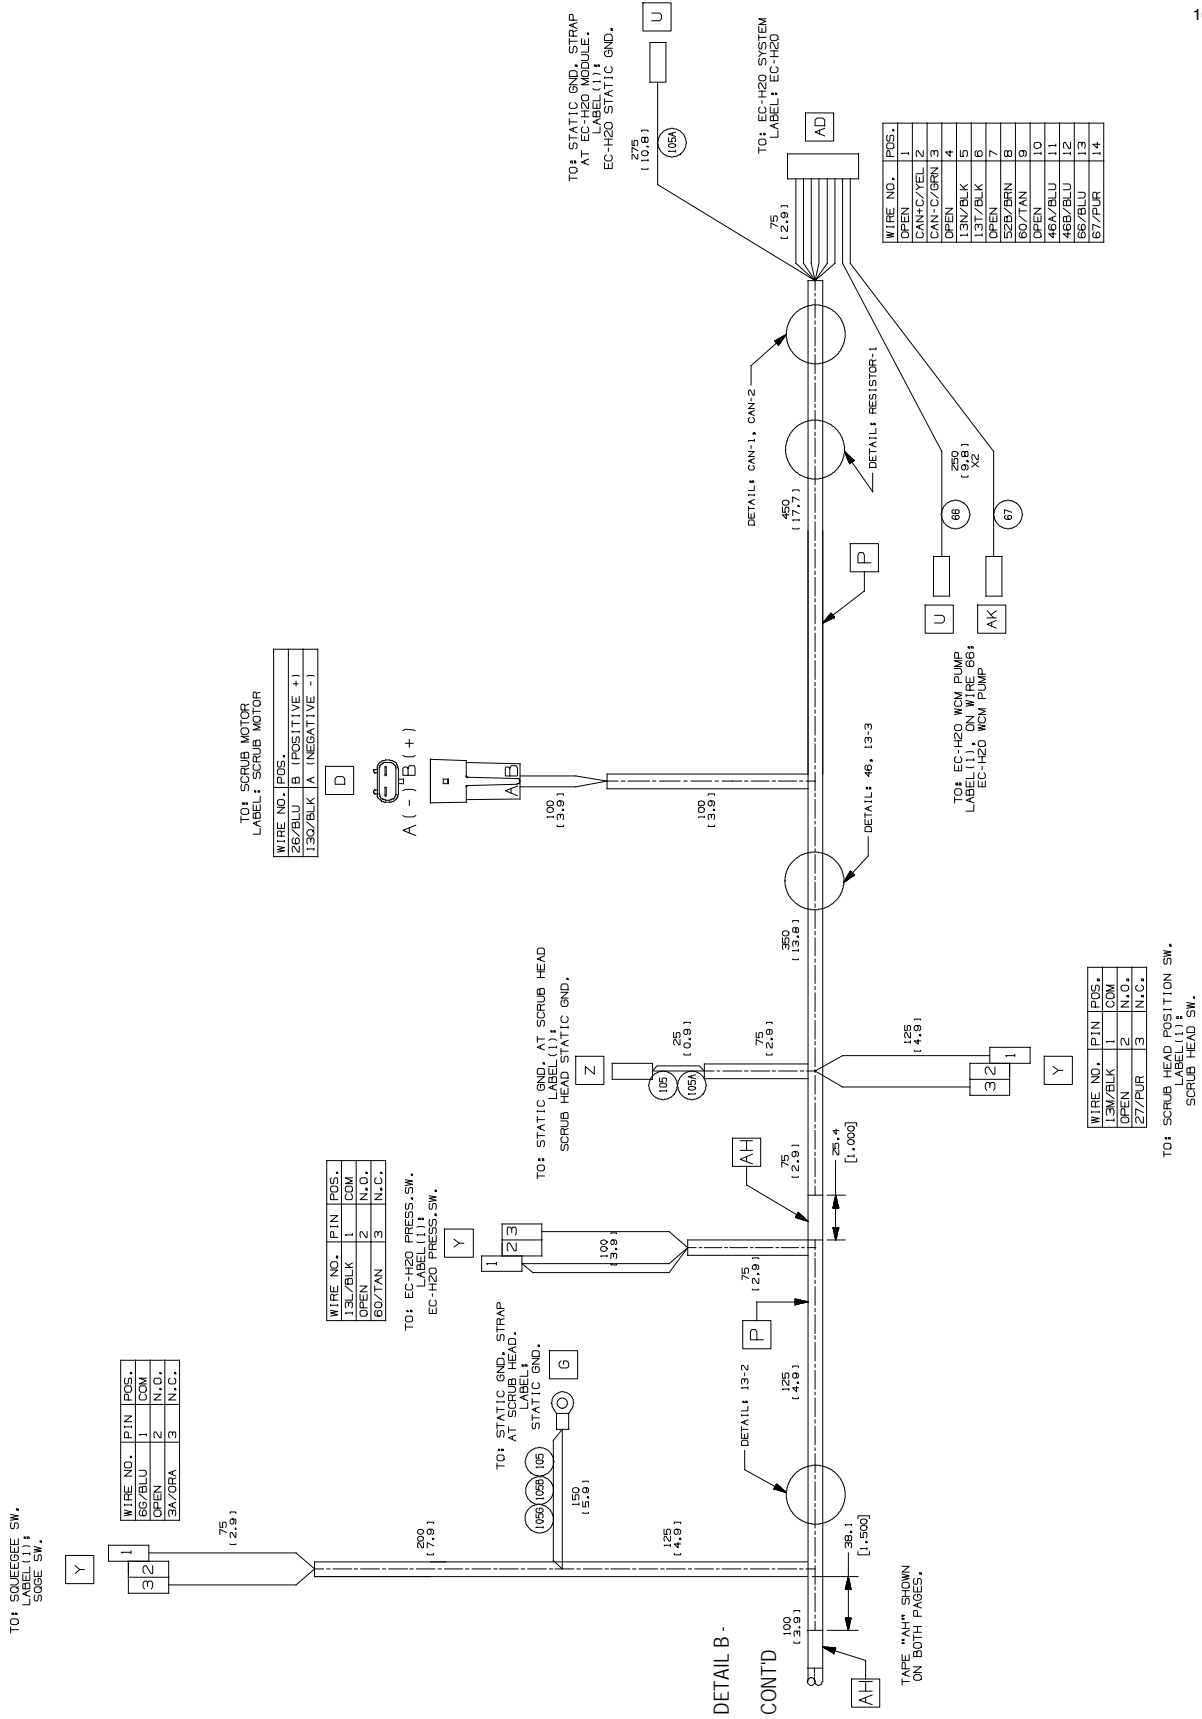 TO: SQUEEGEE SW.
LABEL(1):
SQGE SW.
Y
3 2
1
WIRE NO. PIN POS.
6G/BLU 1 COM
OPEN 2 N.O.
3A/ORA 3 N.C.
75
[2.9]
200
[7.9]
125
[4.9]
TO: STATIC GND. STRAP
AT SCRUB HEAD.
LABEL:
STATIC GND.
G
105G 105B 105
150
[5.9]
DETAIL B -
CONT'D
100
[3.9]
38.1
[1.500]
AH
TAPE "AH" SHOWN
ON BOTH PAGES.
DETAIL: 13-2
125
[4.9]
P
WIRE NO. PIN POS.
13L/BLK 1 COM
OPEN 2 N.O.
60/TAN 3 N.C.
TO: EC-H2O PRESS.SW.
LABEL(1):
EC-H2O PRESS.SW.
Y
1
2 3
100
[3.9]
75
[2.9]
AH
75
[2.9]
25.4
[1.000]
TO: STATIC GND. AT SCRUB HEAD
LABEL(1):
SCRUB HEAD STATIC GND.
Z
105
105A
25
[0.9]
75
[2.9]
125
[4.9]
3 2
1
Y
WIRE NO. PIN POS.
13M/BLK 1 COM
OPEN 2 N.O.
27/PUR 3 N.C.
TO: SCRUB HEAD POSITION SW.
LABEL(1):
SCRUB HEAD SW.
350
[13.8]
DETAIL: 46, 13-3
TO: SCRUB MOTOR
LABEL: SCRUB MOTOR
WIRE NO. POS.
26/BLU B (POSITIVE +)
13Q/BLK A (NEGATIVE -)
D
A(-) B(+)
A B
100
[3.9]
100
[3.9]
P
450
[17.7]
DETAIL: CAN-1, CAN-2
DETAIL: RESISTOR-1
TO: EC-H2O WCM PUMP
LABEL(1), ON WIRE 66:
EC-H2O WCM PUMP
U
AK
66
67
250
[9.8]
X2
TO: STATIC GND. STRAP
AT EC-H2O MODULE.
LABEL(1):
EC-H2O STATIC GND.
U
275
[10.8]
105A
TO: EC-H2O SYSTEM
LABEL: EC-H2O
AD
75
[2.9]
WIRE NO. POS.
OPEN 1
CAN+C/YEL 2
CAN-C/GRN 3
OPEN 4
13N/BLK 5
13T/BLK 6
OPEN 7
52B/BRN 8
60/TAN 9
OPEN 10
46A/BLU 11
46B/BLU 12
66/BLU 13
67/PUR 14